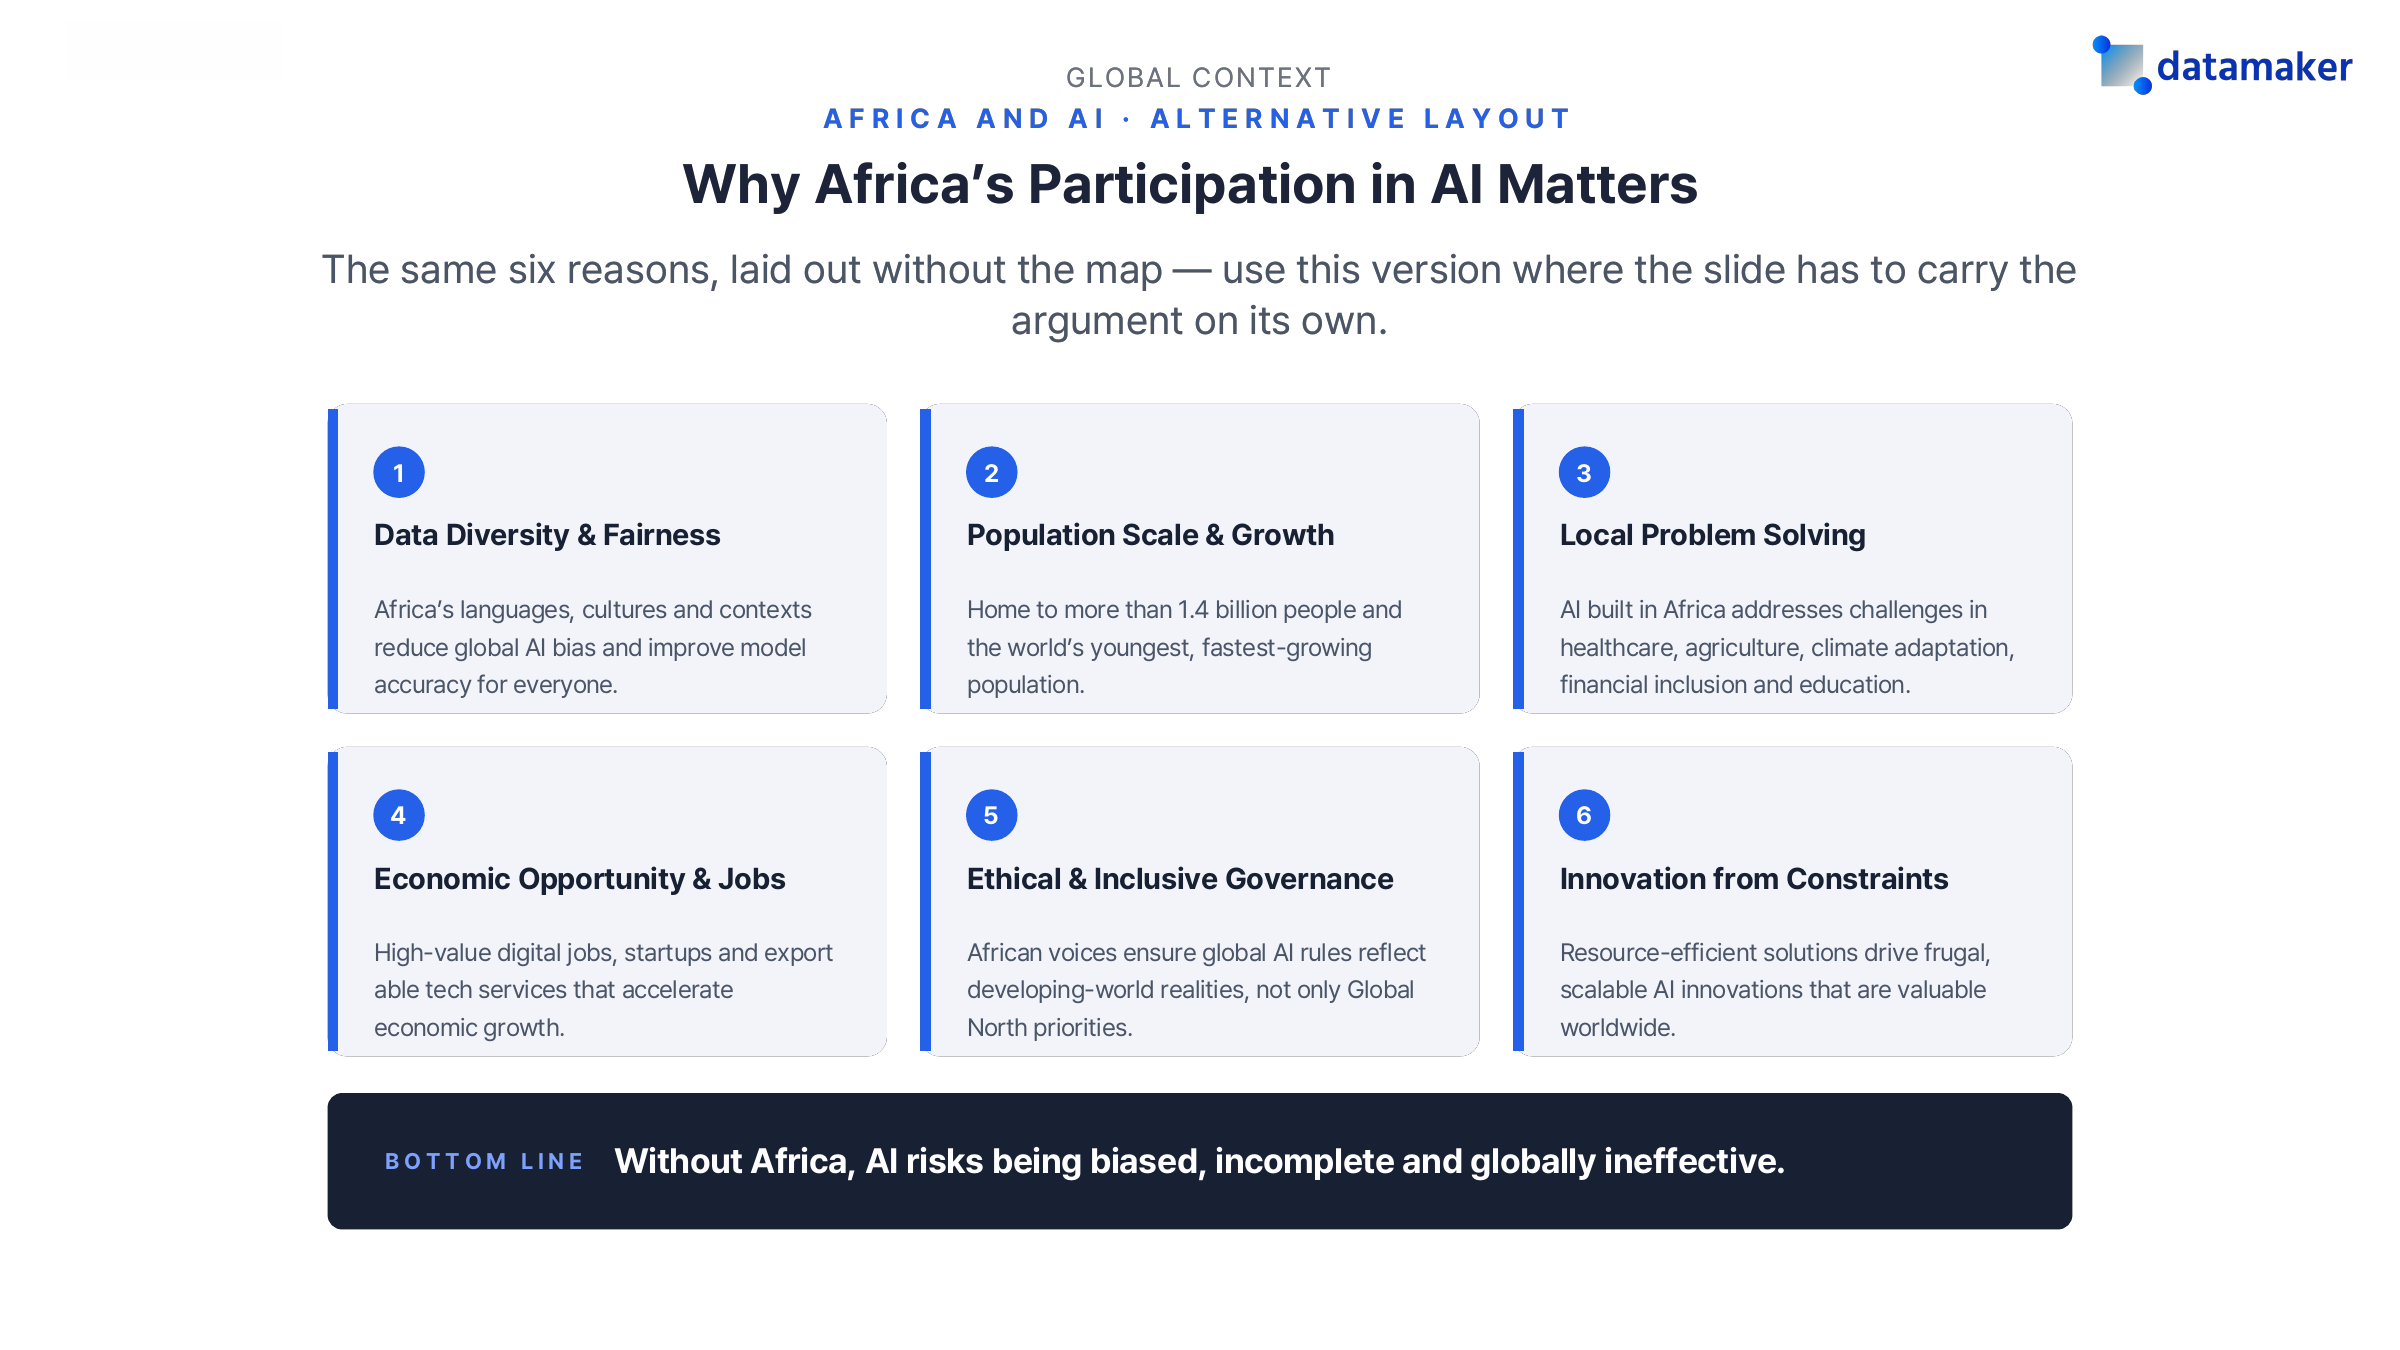 datamaker
GLOBAL CONTEXT
AFRICA AND AI · ALTERNATIVE LAYOUT
Why Africa’s Participation in AI Matters
The same six reasons, laid out without the map — use this version where the slide has to carry the
argument on its own.
1
Data Diversity & Fairness
Africa’s languages, cultures and contexts
reduce global AI bias and improve model
accuracy for everyone.
2
Population Scale & Growth
Home to more than 1.4 billion people and
the world’s youngest, fastest-growing
population.
3
Local Problem Solving
AI built in Africa addresses challenges in
healthcare, agriculture, climate adaptation,
financial inclusion and education.
4
Economic Opportunity & Jobs
High-value digital jobs, startups and export
able tech services that accelerate
economic growth.
5
Ethical & Inclusive Governance
African voices ensure global AI rules reflect
developing-world realities, not only Global
North priorities.
6
Innovation from Constraints
Resource-efficient solutions drive frugal,
scalable AI innovations that are valuable
worldwide.
BOTTOM LINE Without Africa, AI risks being biased, incomplete and globally ineffective.